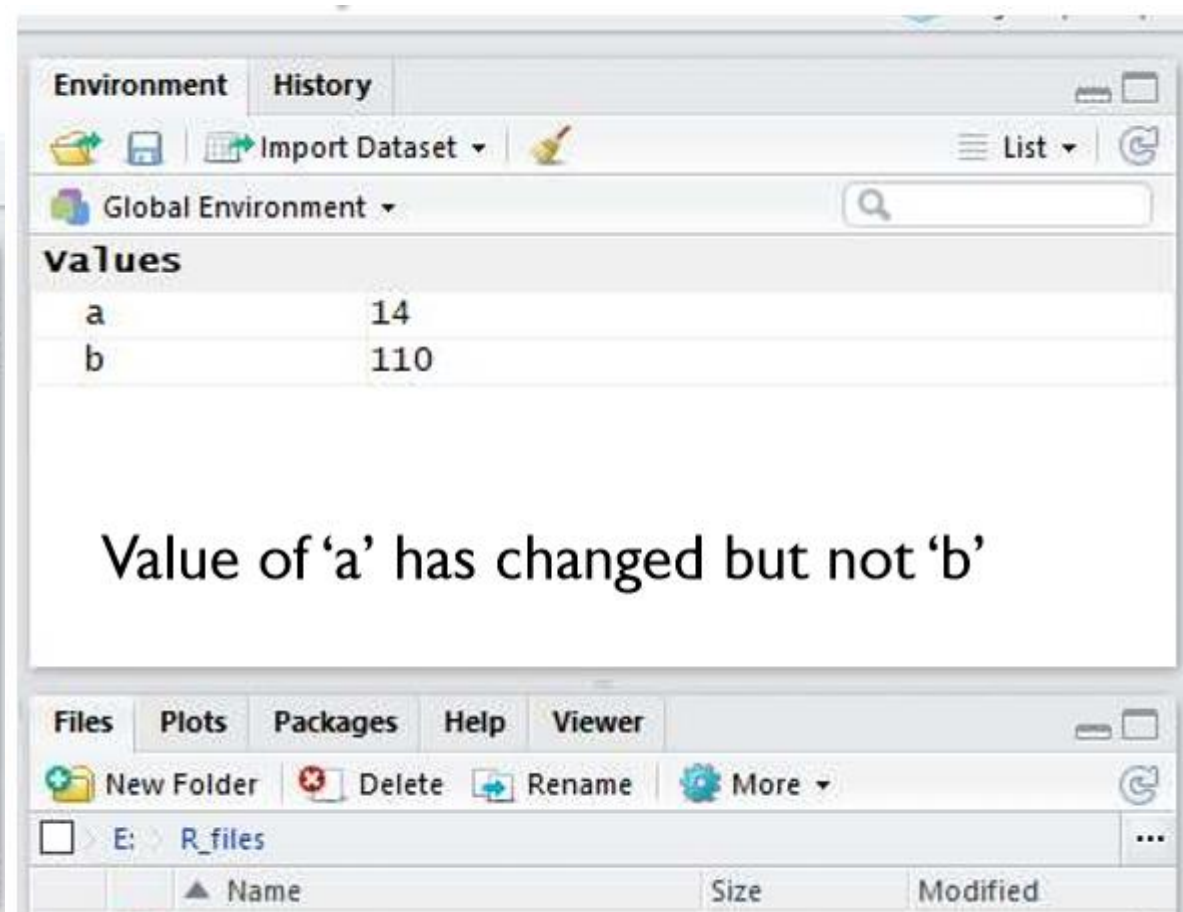 Environment History
Import Dataset List
Global Environment
Values
a 14
b 110
Value of ‘a’ has changed but not ‘b’
Files Plots Packages Help Viewer
New Folder Delete Rename More
E: R_files ...
Name Size Modified